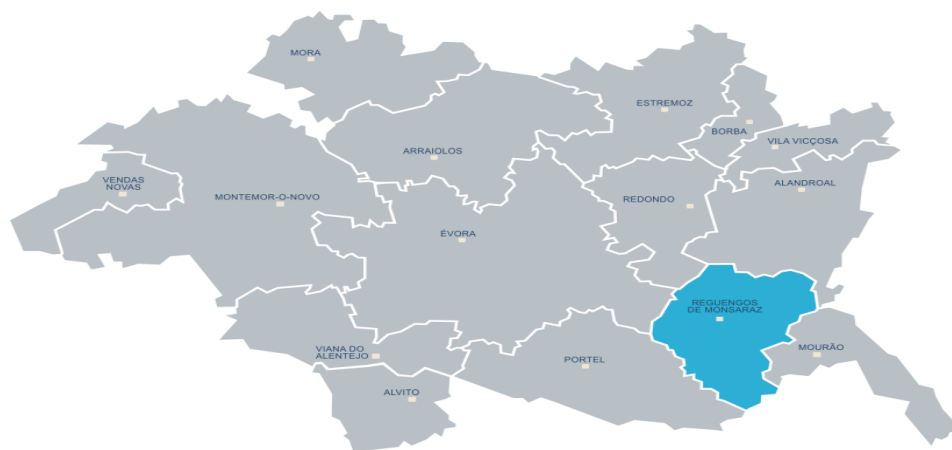 MORA
ESTREMOZ
BORBA
VILA VICÇOSA
ARRAIOLOS
VENDAS
NOVAS
MONTEMOR-O-NOVO
REDONDO
ALANDROAL
ÉVORA
REGUENGOS
DE MONSARAZ
VIANA DO
ALENTEJO
PORTEL
MOURÃO
ALVITO